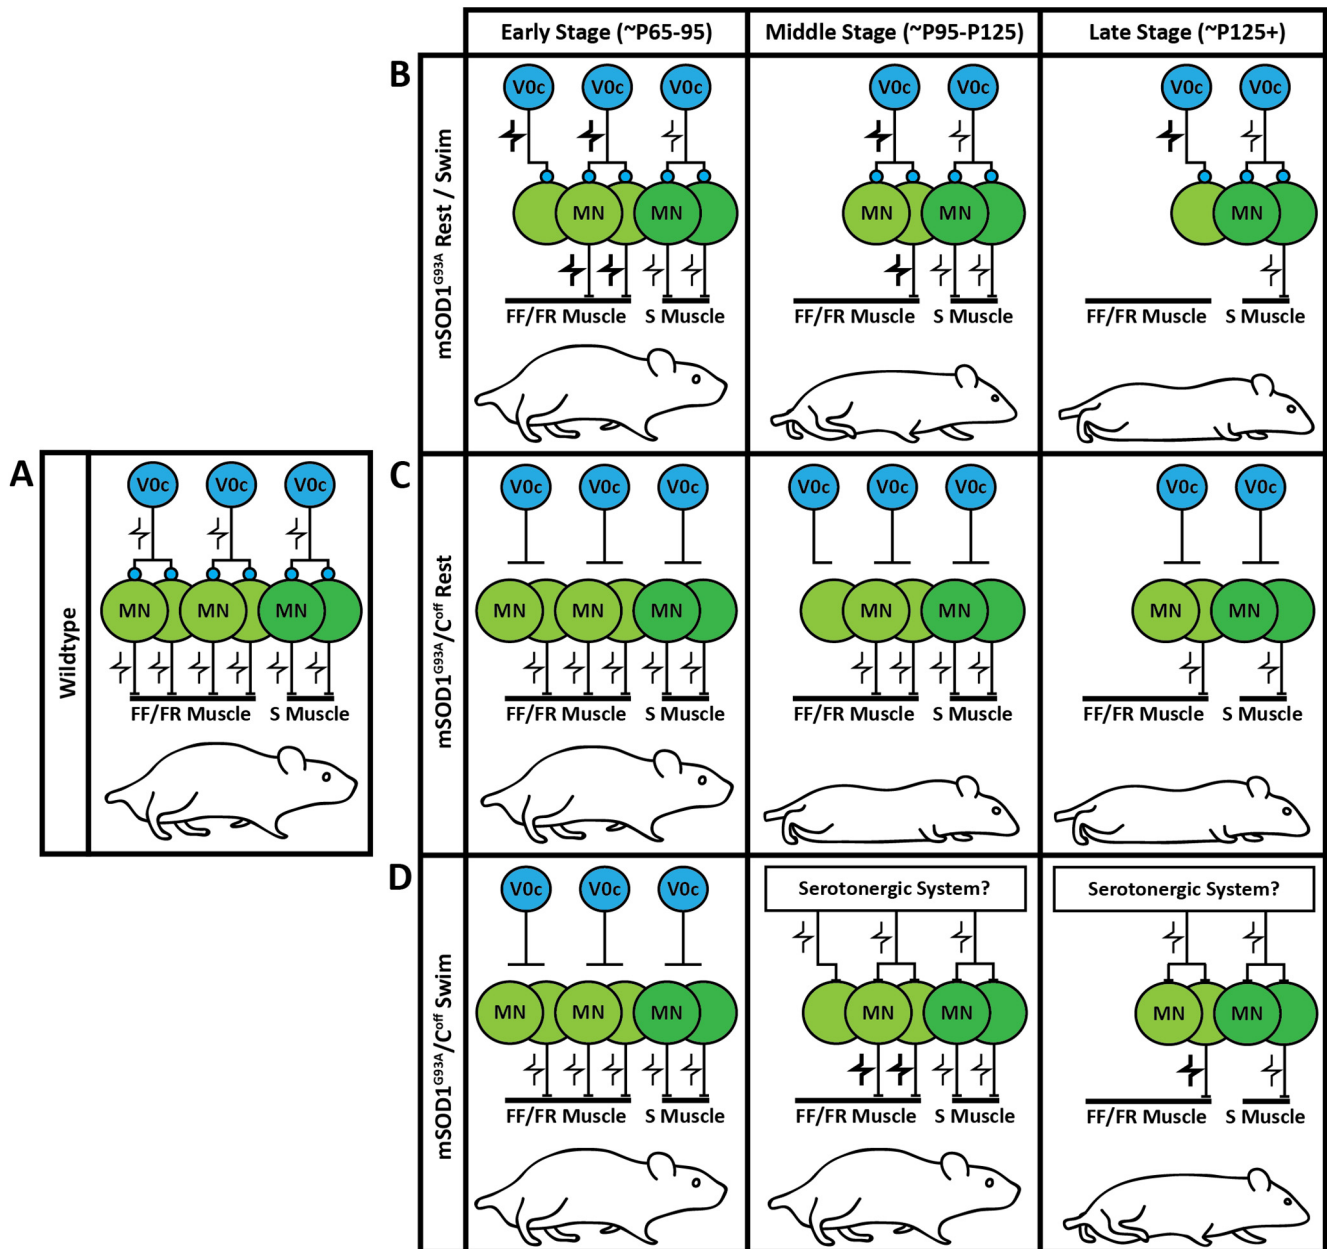 Early Stage (~P65-95) Middle Stage (~P95-P125) Late Stage (~P125+)
B
mSOD1G93A Rest / Swim
V0c V0c V0c
MN MN
FF/FR Muscle S Muscle
V0c V0c
MN MN
FF/FR Muscle S Muscle
V0c V0c
MN
FF/FR Muscle S Muscle
A
Wildtype
V0c V0c V0c
MN MN MN
FF/FR Muscle S Muscle
C
mSOD1G93A/Coff Rest
V0c V0c V0c
MN MN MN
FF/FR Muscle S Muscle
V0c V0c V0c
MN MN
FF/FR Muscle S Muscle
V0c V0c
MN MN
FF/FR Muscle S Muscle
D
mSOD1G93A/Coff Swim
V0c V0c V0c
MN MN MN
FF/FR Muscle S Muscle
Serotonergic System?
MN MN
FF/FR Muscle S Muscle
Serotonergic System?
MN MN
FF/FR Muscle S Muscle